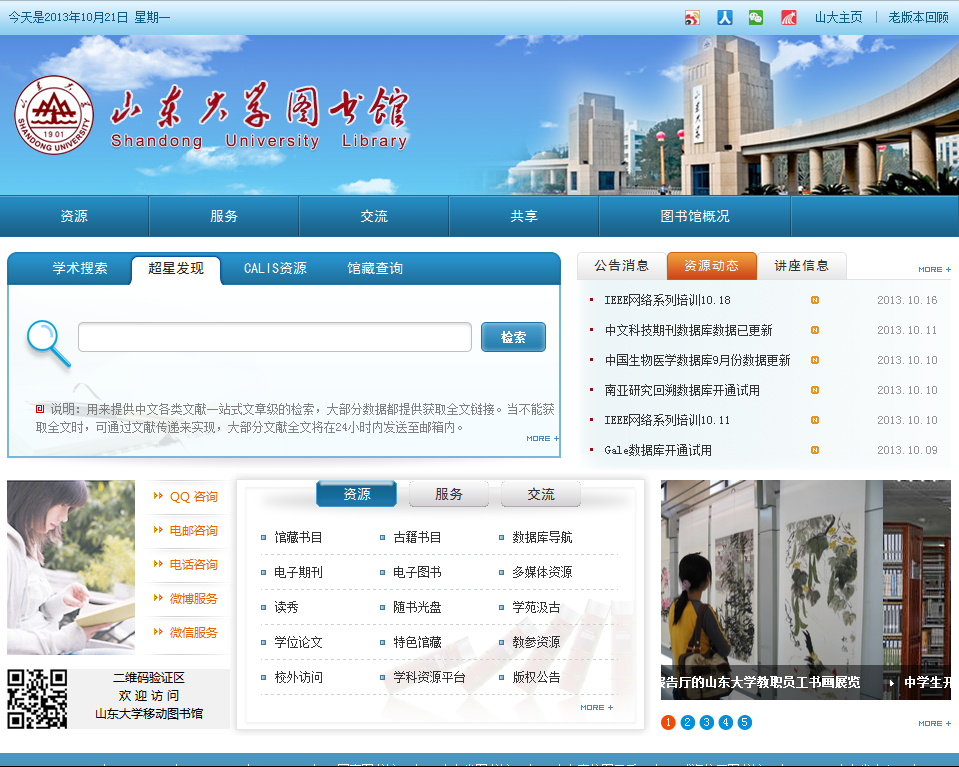 今天是2013年10月21日 星期一
山大主页 | 老版本回顾
山东大学图书馆
Shandong University Library
SHANDONG UNIVERSITY
1901
资源 服务 交流 共享 图书馆概况
学术搜索 超星发现 CALIS资源 馆藏查询
检索
说明：用来提供中文各类文献一站式文章级的检索，大部分数据都提供获取全文链接。当不能获
取全文时，可通过文献传递来实现，大部分文献全文将在24小时内发送至邮箱内。
MORE +
公告消息 资源动态 讲座信息
MORE +
IEEE网络系列培训10.18 N 2013.10.16
中文科技期刊数据库数据已更新 N 2013.10.11
中国生物医学数据库9月份数据更新 N 2013.10.10
南亚研究回溯数据库开通试用 N 2013.10.10
IEEE网络系列培训10.11 N 2013.10.10
Gale数据库开通试用 N 2013.10.09
QQ 咨询
电邮咨询
电话咨询
微博服务
微信服务
二维码验证区
欢 迎 访 问
山东大学移动图书馆
资源 服务 交流
馆藏书目 古籍书目 数据库导航
电子期刊 电子图书 多媒体资源
读秀 随书光盘 学苑汲古
学位论文 特色馆藏 教参资源
校外访问 学科资源平台 版权公告
MORE +
告厅的山东大学教职员工书画展览 中学生开
1 2 3 4 5
MORE +